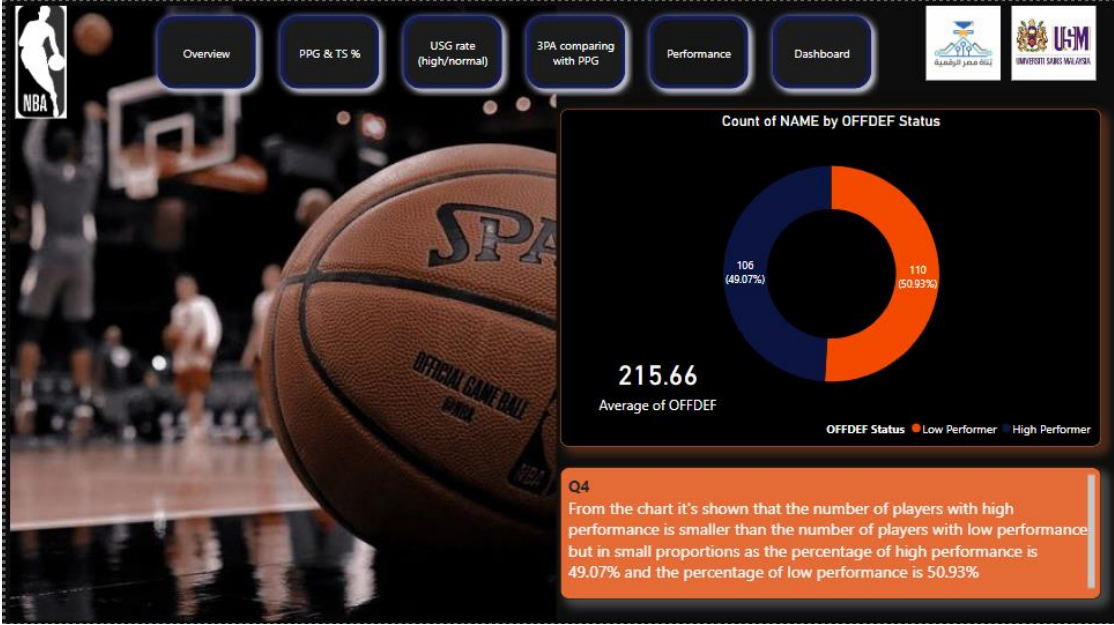 NBA
Overview
PPG & TS %
USG rate
(high/normal)
3PA comparing
with PPG
Performance
Dashboard
بُناة مصر الرقمية
USM
UNIVERSITI SAINS MALAYSIA
SPA
OFFICIAL GAME BALL
NBA
Count of NAME by OFFDEF Status
106
(49.07%)
110
(50.93%)
215.66
Average of OFFDEF
OFFDEF Status Low Performer High Performer
Q4
From the chart it's shown that the number of players with high
performance is smaller than the number of players with low performance
but in small proportions as the percentage of high performance is
49.07% and the percentage of low performance is 50.93%